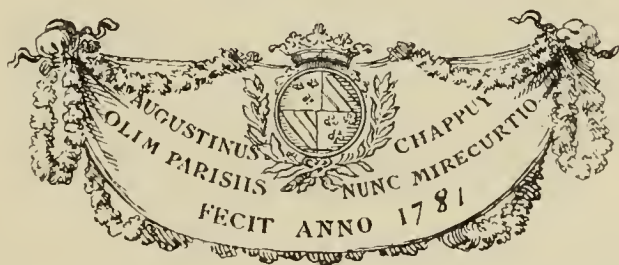 AUGUSTINUS CHAPPUY
OLIM PARISIIS NUNC MIRECURTIO
FECIT ANNO 1781